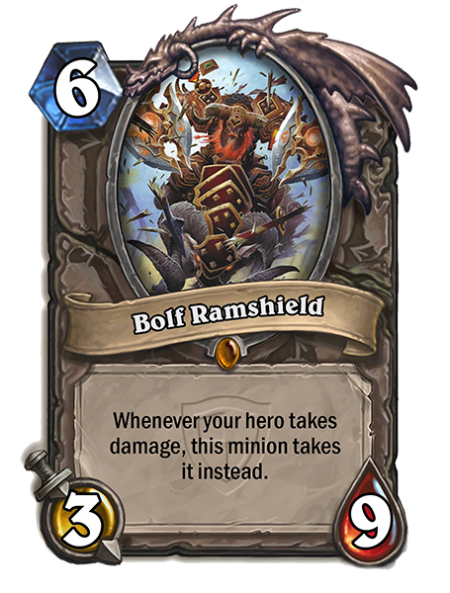 6
Bolf Ramshield
Whenever your hero takes
damage, this minion takes
it instead.
3
9